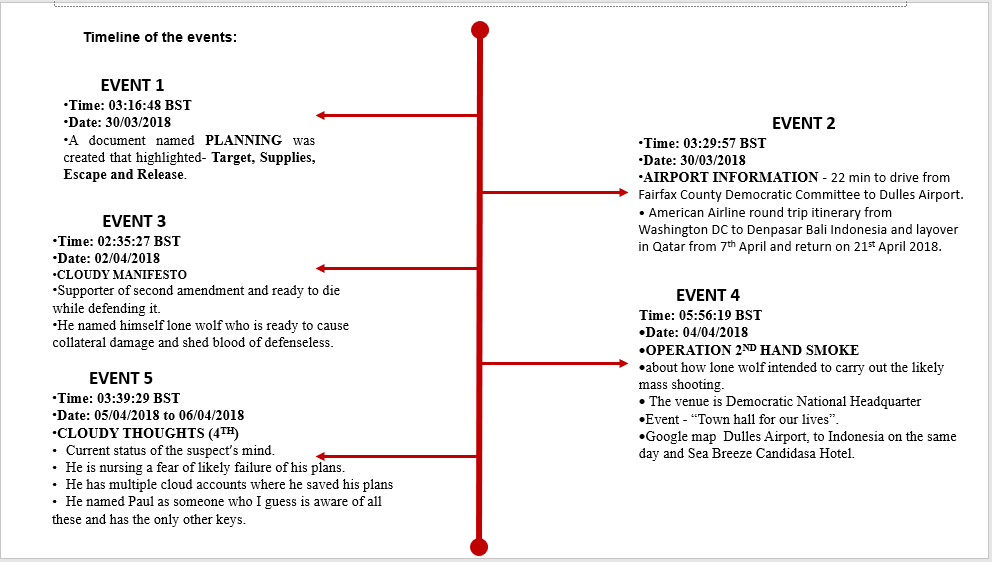 Timeline of the events:
EVENT 1
•Time: 03:16:48 BST
•Date: 30/03/2018
•A document named PLANNING was
created that highlighted- Target, Supplies,
Escape and Release.
EVENT 2
•Time: 03:29:57 BST
•Date: 30/03/2018
•AIRPORT INFORMATION - 22 min to drive from
Fairfax County Democratic Committee to Dulles Airport.
• American Airline round trip itinerary from
Washington DC to Denpasar Bali Indonesia and layover
in Qatar from 7th April and return on 21st April 2018.
EVENT 3
•Time: 02:35:27 BST
•Date: 02/04/2018
•CLOUDY MANIFESTO
•Supporter of second amendment and ready to die
while defending it.
•He named himself lone wolf who is ready to cause
collateral damage and shed blood of defenseless.
EVENT 4
Time: 05:56:19 BST
•Date: 04/04/2018
•OPERATION 2ND HAND SMOKE
•about how lone wolf intended to carry out the likely
mass shooting.
• The venue is Democratic National Headquarter
•Event - “Town hall for our lives”.
•Google map  Dulles Airport, to Indonesia on the same
day and Sea Breeze Candidasa Hotel.
EVENT 5
•Time: 03:39:29 BST
•Date: 05/04/2018 to 06/04/2018
•CLOUDY THOUGHTS (4TH)
• Current status of the suspect’s mind.
• He is nursing a fear of likely failure of his plans.
• He has multiple cloud accounts where he saved his plans
• He named Paul as someone who I guess is aware of all
these and has the only other keys.